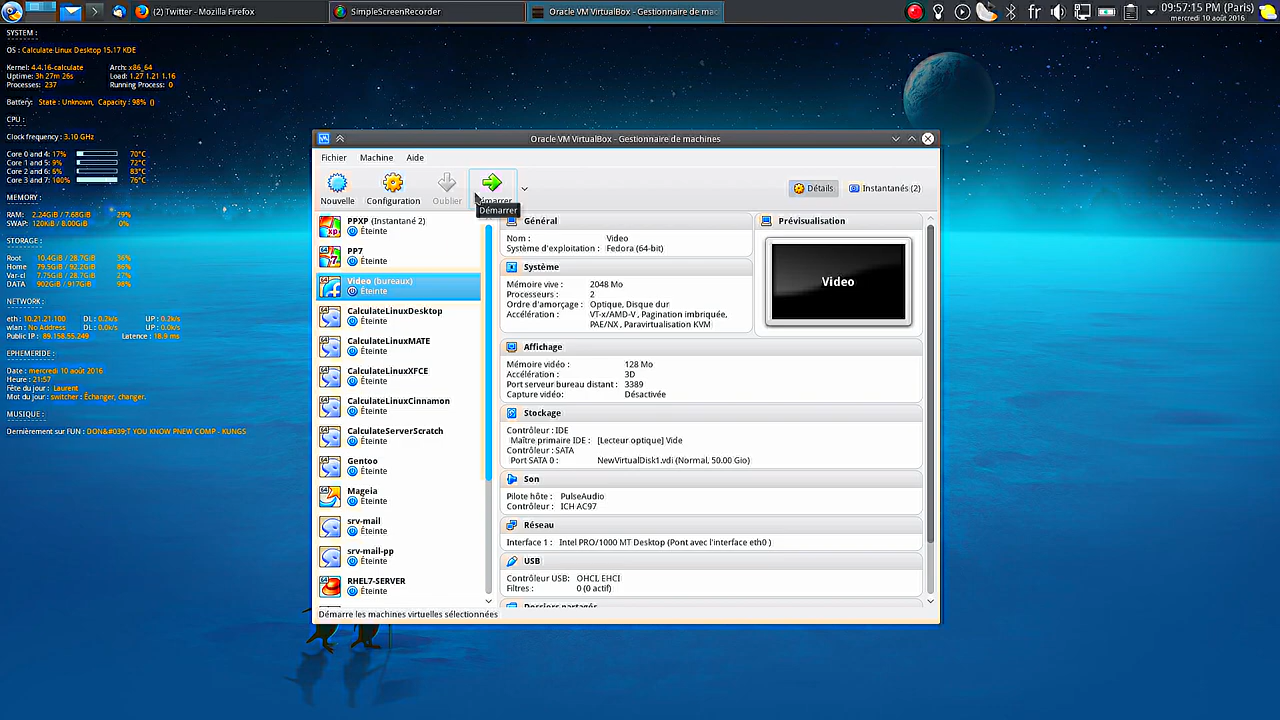 (2) Twitter - Mozilla Firefox
SimpleScreenRecorder
Oracle VM VirtualBox - Gestionnaire de mac
fr
09:57:15 PM (Paris)
mercredi 10 août 2016
SYSTEM :
OS : Calculate Linux Desktop 15.17 KDE
Kernel: 4.4.16-calculate Arch: x86_64
Uptime: 3h 27m 26s Load: 1.27 1.21 1.16
Processes: 237 Running Process: 0
Battery: State : Unknown, Capacity : 98% ()
CPU :
Clock frequency : 3.10 GHz
Core 0 and 4: 17% 70°C
Core 1 and 5: 9% 72°C
Core 2 and 6: 6% 83°C
Core 3 and 7: 100% 76°C
MEMORY :
RAM: 2.24GiB / 7.68GiB 29%
SWAP: 120KiB / 8.00GiB 0%
STORAGE :
Root 10.4GiB / 28.7GiB 36%
Home 79.5GiB / 92.2GiB 86%
Var-cl 7.75GiB / 28.7GiB 27%
DATA 902GiB / 917GiB 98%
NETWORK :
eth : 10.21.21.100 DL : 0.2k/s UP : 0.2k/s
wlan : No Address DL : 0.0k/s UP : 0.0k/s
Public IP : 89.158.55.249 Latence : 18.9 ms
EPHEMERIDE :
Date : mercredi 10 août 2016
Heure : 21:57
Fête du jour : Laurent
Mot du jour : switcher : Échanger, changer.
MUSIQUE :
Dernièrement sur FUN : DON&#039;T YOU KNOW PNEW COMP - KUNGS
Oracle VM VirtualBox - Gestionnaire de machines
Fichier Machine Aide
Nouvelle Configuration Oublier Démarrer
Détails Instantanés (2)
Démarrer
PPXP (Instantané 2)
Éteinte
PP7
Éteinte
Video (bureaux)
Éteinte
CalculateLinuxDesktop
Éteinte
CalculateLinuxMATE
Éteinte
CalculateLinuxXFCE
Éteinte
CalculateLinuxCinnamon
Éteinte
CalculateServerScratch
Éteinte
Gentoo
Éteinte
Mageia
Éteinte
srv-mail
Éteinte
srv-mail-pp
Éteinte
RHEL7-SERVER
Éteinte
Général
Nom : Video
Système d'exploitation : Fedora (64-bit)
Système
Mémoire vive : 2048 Mo
Processeurs : 2
Ordre d'amorçage : Optique, Disque dur
Accélération : VT-x/AMD-V , Pagination imbriquée,
PAE/NX , Paravirtualisation KVM
Prévisualisation
Video
Affichage
Mémoire vidéo : 128 Mo
Accélération : 3D
Port serveur bureau distant : 3389
Capture vidéo: Désactivée
Stockage
Contrôleur : IDE
Maître primaire IDE : [Lecteur optique] Vide
Contrôleur : SATA
Port SATA 0 : NewVirtualDisk1.vdi (Normal, 50.00 Gio)
Son
Pilote hôte : PulseAudio
Contrôleur : ICH AC97
Réseau
Interface 1 : Intel PRO/1000 MT Desktop (Pont avec l'interface eth0 )
USB
Contrôleur USB: OHCI, EHCI
Filtres : 0 (0 actif)
Dossiers partagés
Démarre les machines virtuelles sélectionnées